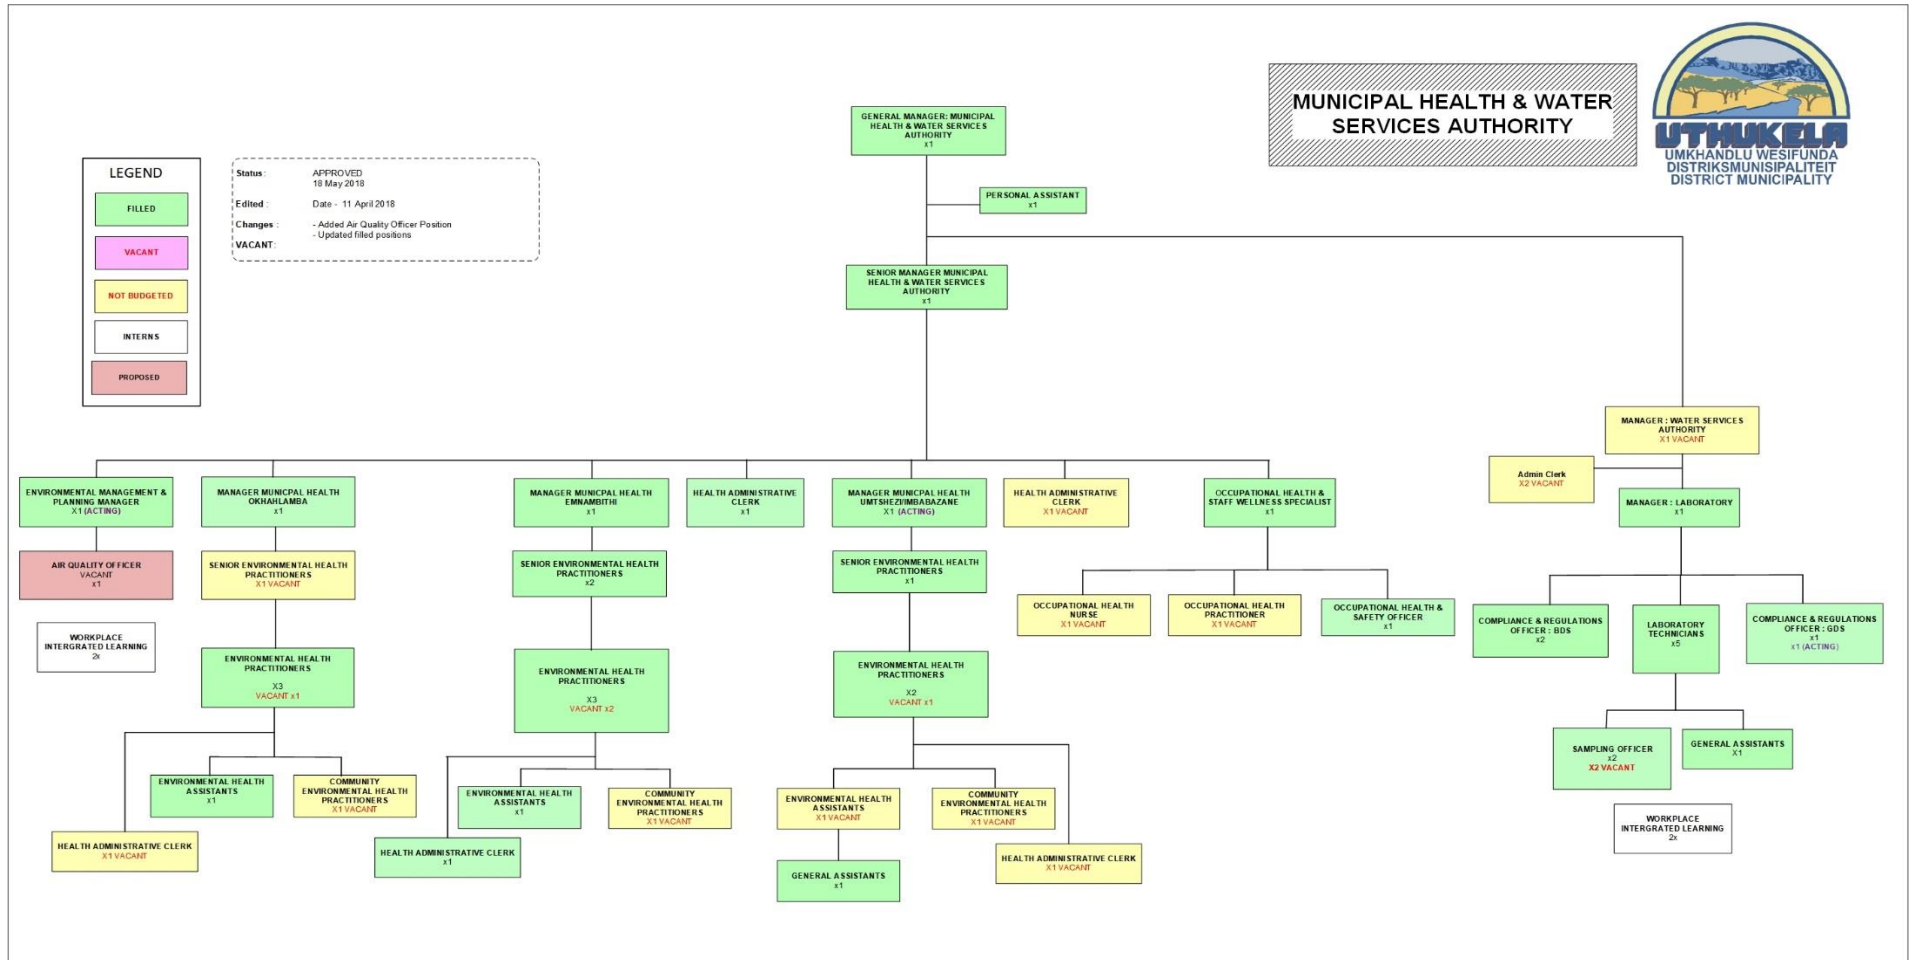 MUNICIPAL HEALTH & WATER
SERVICES AUTHORITY
UTHUKELA
UMKHANDLU WESIFUNDA
DISTRIKSMUNISIPALITEIT
DISTRICT MUNICIPALITY
LEGEND
FILLED
VACANT
NOT BUDGETED
INTERNS
PROPOSED
Status : APPROVED
18 May 2018
Edited : Date - 11 April 2018
Changes : - Added Air Quality Officer Position
- Updated filled positions
VACANT:
GENERAL MANAGER: MUNICIPAL
HEALTH & WATER SERVICES
AUTHORITY
x1
PERSONAL ASSISTANT
x1
SENIOR MANAGER MUNICIPAL
HEALTH & WATER SERVICES
AUTHORITY
x1
MANAGER : WATER SERVICES
AUTHORITY
X1 VACANT
Admin Clerk
X2 VACANT
MANAGER : LABORATORY
x1
ENVIRONMENTAL MANAGEMENT &
PLANNING MANAGER
X1 (ACTING)
MANAGER MUNICPAL HEALTH
OKHAHLAMBA
x1
MANAGER MUNICPAL HEALTH
EMNAMBITHI
x1
HEALTH ADMINISTRATIVE
CLERK
x1
MANAGER MUNICPAL HEALTH
UMTSHEZI/IMBABAZANE
X1 (ACTING)
HEALTH ADMINISTRATIVE
CLERK
X1 VACANT
OCCUPATIONAL HEALTH &
STAFF WELLNESS SPECIALIST
x1
AIR QUALITY OFFICER
VACANT
x1
SENIOR ENVIRONMENTAL HEALTH
PRACTITIONERS
X1 VACANT
SENIOR ENVIRONMENTAL HEALTH
PRACTITIONERS
x2
SENIOR ENVIRONMENTAL HEALTH
PRACTITIONERS
x1
OCCUPATIONAL HEALTH
NURSE
X1 VACANT
OCCUPATIONAL HEALTH
PRACTITIONER
X1 VACANT
OCCUPATIONAL HEALTH &
SAFETY OFFICER
x1
COMPLIANCE & REGULATIONS
OFFICER : BDS
x2
LABORATORY
TECHNICIANS
x5
COMPLIANCE & REGULATIONS
OFFICER : GDS
x1
x1 (ACTING)
WORKPLACE
INTERGRATED LEARNING
2x
ENVIRONMENTAL HEALTH
PRACTITIONERS
X3
VACANT x1
ENVIRONMENTAL HEALTH
PRACTITIONERS
X3
VACANT x2
ENVIRONMENTAL HEALTH
PRACTITIONERS
X2
VACANT x1
SAMPLING OFFICER
x2
X2 VACANT
GENERAL ASSISTANTS
X1
ENVIRONMENTAL HEALTH
ASSISTANTS
x1
COMMUNITY
ENVIRONMENTAL HEALTH
PRACTITIONERS
X1 VACANT
ENVIRONMENTAL HEALTH
ASSISTANTS
x1
COMMUNITY
ENVIRONMENTAL HEALTH
PRACTITIONERS
X1 VACANT
ENVIRONMENTAL HEALTH
ASSISTANTS
X1 VACANT
COMMUNITY
ENVIRONMENTAL HEALTH
PRACTITIONERS
X1 VACANT
WORKPLACE
INTERGRATED LEARNING
2x
HEALTH ADMINISTRATIVE CLERK
X1 VACANT
HEALTH ADMINISTRATIVE CLERK
x1
HEALTH ADMINISTRATIVE CLERK
X1 VACANT
GENERAL ASSISTANTS
x1